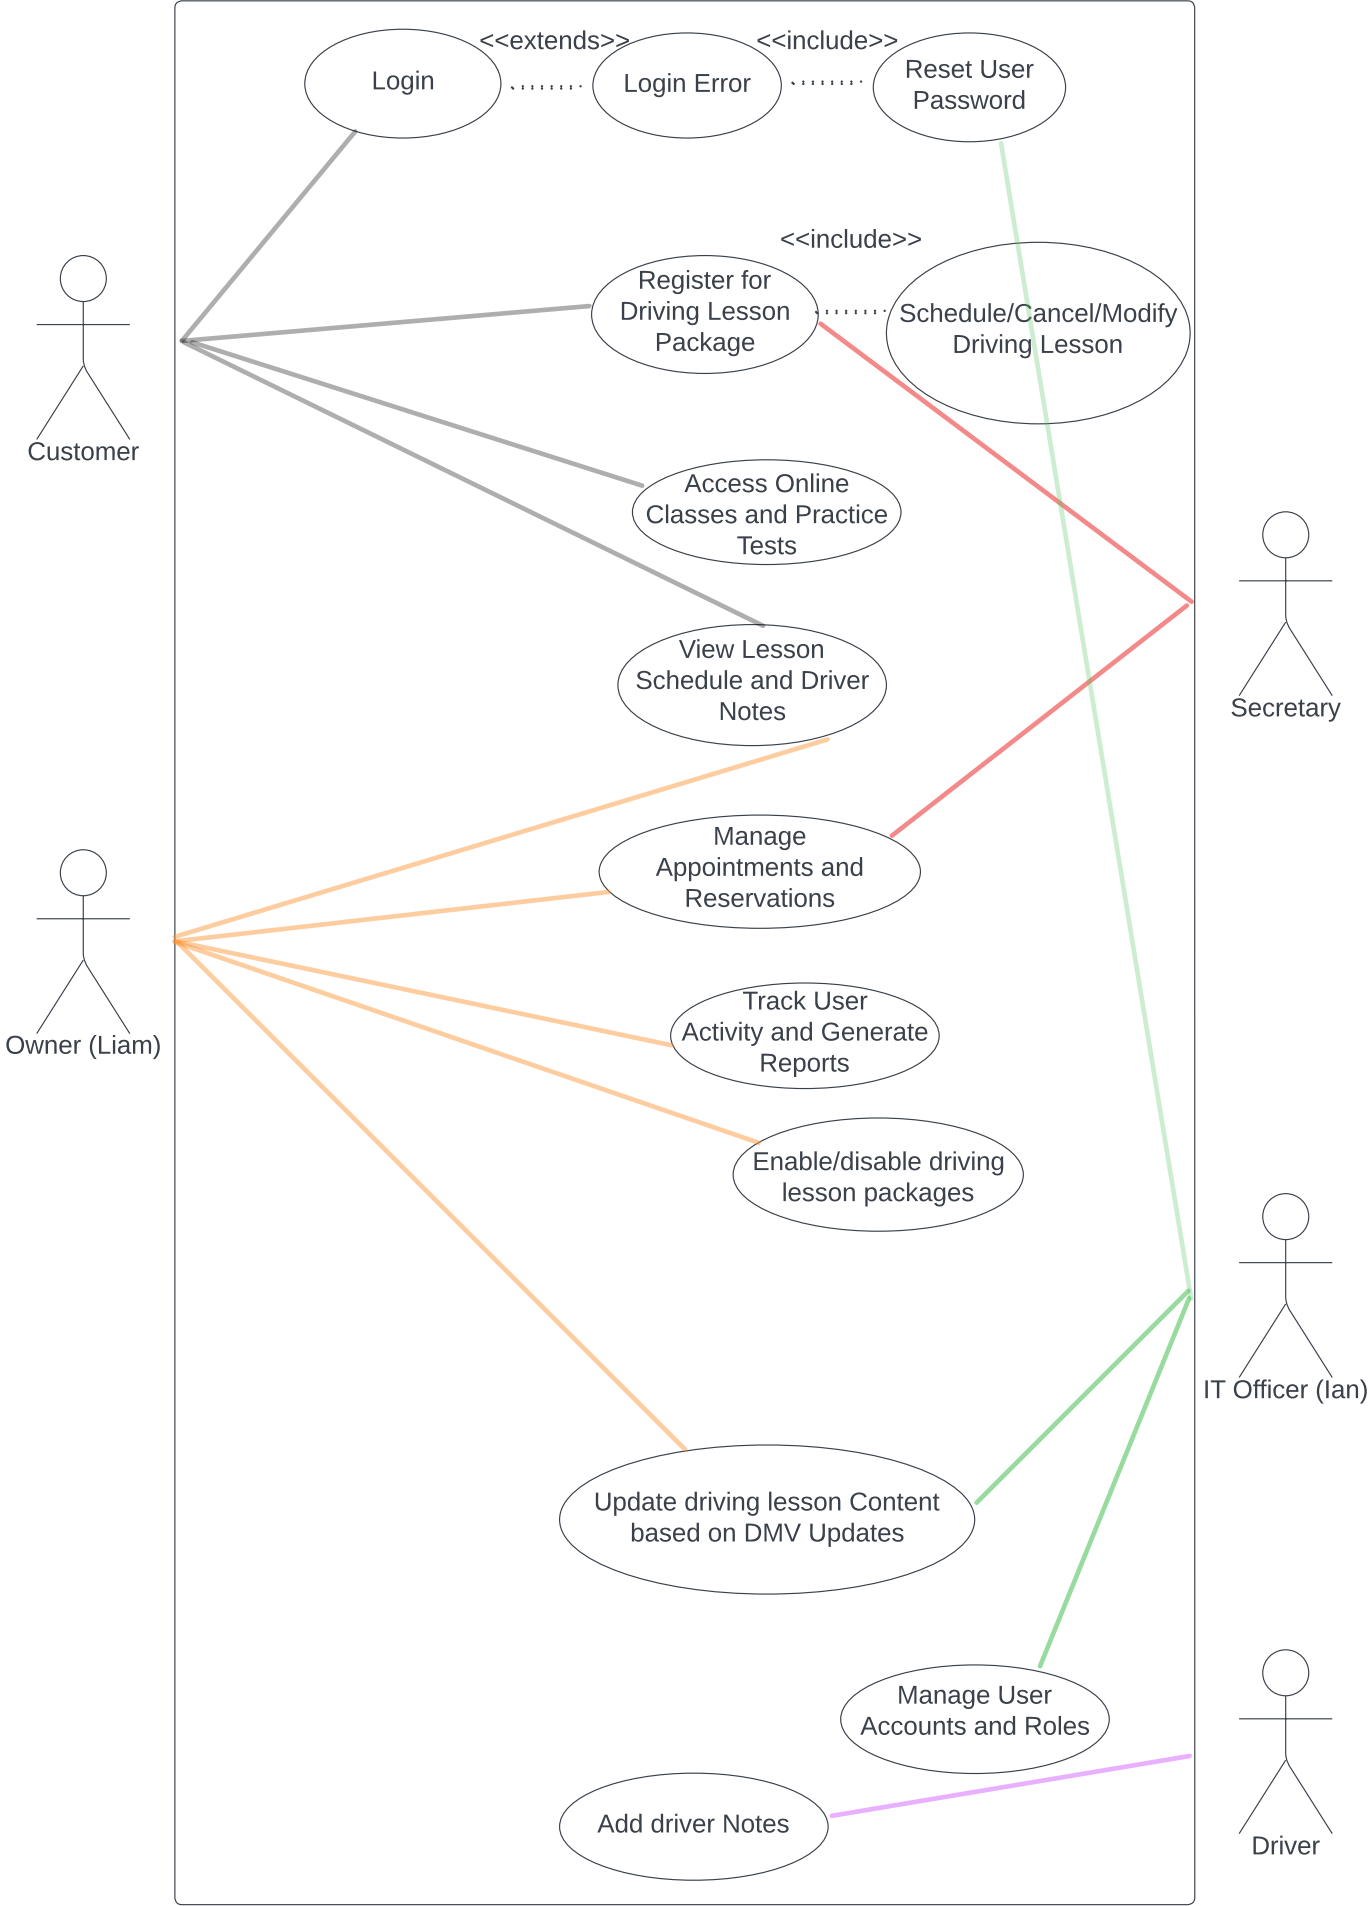 <<extends>>
<<include>>
Login
Login Error
Reset User
Password
<<include>>
Register for
Driving Lesson
Package
Schedule/Cancel/Modify
Driving Lesson
Customer
Access Online
Classes and Practice
Tests
View Lesson
Schedule and Driver
Notes
Secretary
Manage
Appointments and
Reservations
Owner (Liam)
Track User
Activity and Generate
Reports
Enable/disable driving
lesson packages
IT Officer (Ian)
Update driving lesson Content
based on DMV Updates
Manage User
Accounts and Roles
Add driver Notes
Driver